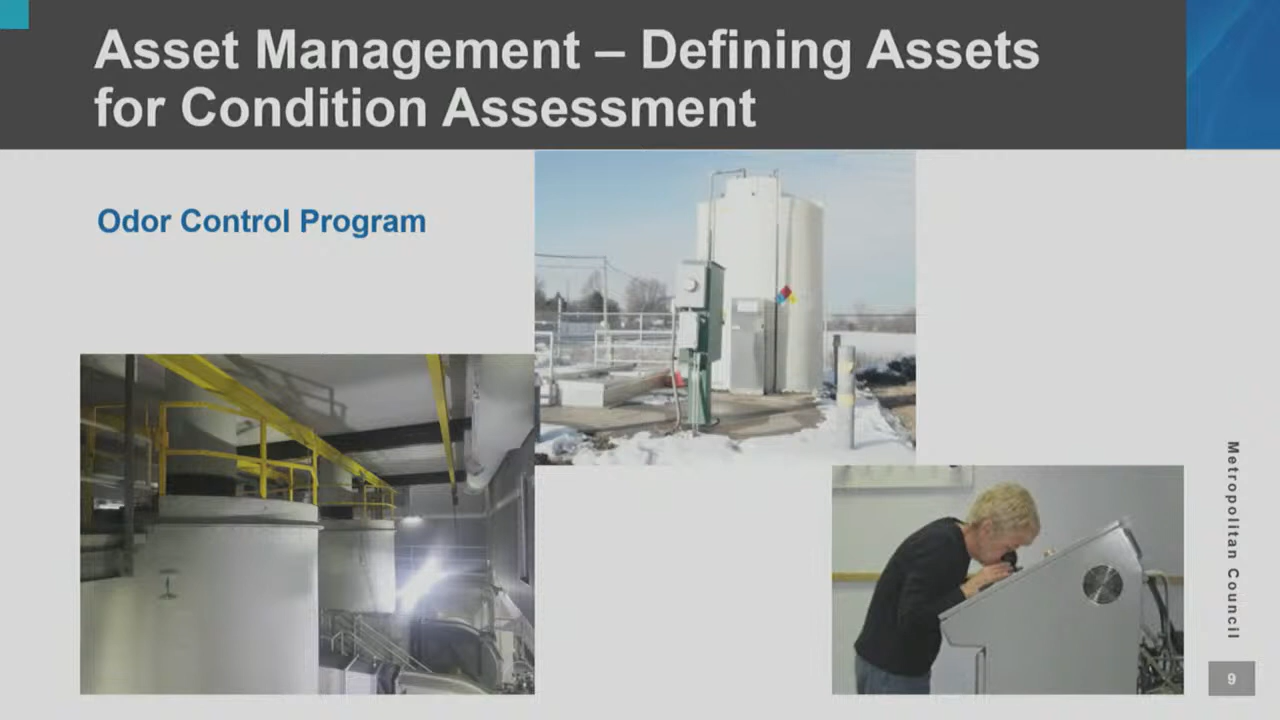 Asset Management – Defining Assets
for Condition Assessment
Odor Control Program
Metropolitan Council
9